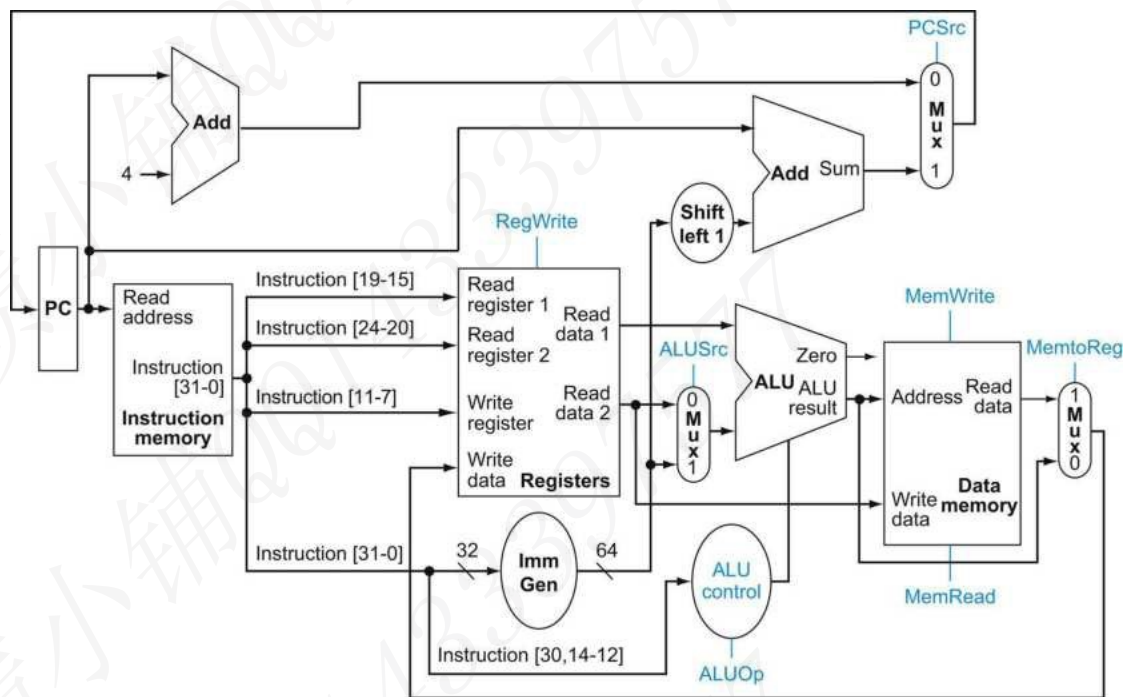 PCSrc
0
Mux
1
Add
4
Add Sum
Shift
left 1
RegWrite
PC
Read
address
Instruction
[31-0]
Instruction
memory
Instruction [19-15]
Instruction [24-20]
Instruction [11-7]
Instruction [31-0]
Instruction [30,14-12]
Read
register 1
Read
register 2
Write
register
Write
data
Registers
Read
data 1
Read
data 2
32
Imm
Gen
64
ALUSrc
0
Mux
1
Zero
ALU
ALU
result
ALU
control
ALUOp
MemWrite
Address
Read
data
Write
data
Data
memory
MemRead
MemtoReg
1
Mux
0